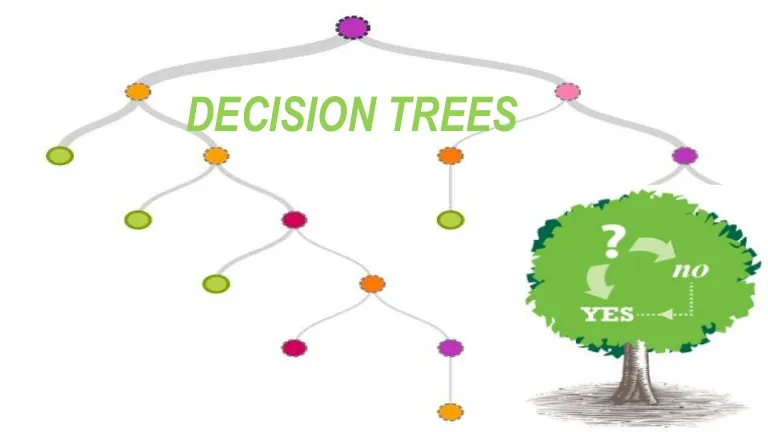 DECISION TREES
?
no
YES